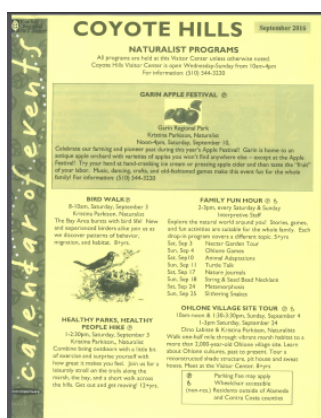 COYOTE HILLS
September 2016
NATURALIST PROGRAMS
All programs are held at this Visitor Center unless otherwise noted.
Coyote Hills Visitor Center is open Wednesday-Sunday from 10am-4pm
For information: (510) 544-3220
calendar of events
GARIN APPLE FESTIVAL
Garin Regional Park
Kristina Parkison, Naturalist
Noon-4pm, Saturday, September 10,
Celebrate our farming and pioneer past during this year's Apple Festival! Garin is home to an
antique apple orchard with varieties of apples you won't find anywhere else – except at the Apple
Festival! Try your hand at hand-cranking ice cream or pressing apple cider and then taste the "fruit"
of your labor. Music, dancing, crafts, and old-fashioned games make this event fun for the whole
family! For information: (510) 544-3220
BIRD WALK
8-10am, Saturday, September 3
Kristina Parkison, Naturalist
The Bay Area bursts with bird life! New
and experienced birders alike join us as
we discover patterns of behavior,
migration, and habitat. 8+yrs.
HEALTHY PARKS, HEALTHY
PEOPLE HIKE
1-2:30pm, Saturday, September 3
Kristina Parkison, Naturalist
Combine being outdoors with a little bit
of exercise and surprise yourself with
how great it makes you feel. Join us for a
leisurely stroll on the trails along the
marsh, the bay, and a short walk across
the hills. Get out and get moving! 12+yrs.
FAMILY FUN HOUR
2-3pm, every Saturday & Sunday
Interpretive Staff
Explore the natural world around you! Stories, games,
and fun activities are suitable for the whole family. Each
drop-in program covers a different topic. 5+yrs
Sat, Sep 3 Nectar Garden Tour
Sun, Sep 4 Ohlone Games
Sat, Sep10 Animal Adaptations
Sun, Sep 11 Turtle Talk
Sat, Sep 17 Nature Journals
Sun, Sep 18 String & Seed Bead Necklace
Sat, Sep 24 Metamorphosis
Sun, Sep 25 Slithering Snakes
OHLONE VILLAGE SITE TOUR
10am-noon & 1:30-3:30pm, Sunday, September 4
1-3pm Saturday, September 24
Dino Labiste & Kristina Parkison, Naturalists
Walk one-half mile through vibrant marsh habitat to a
more than 2,000-year-old Ohlone village site. Learn
about Ohlone cultures, past to present. Tour a
reconstructed shade structure, pit house and sweat
house. Meet at the Visitor Center. 8+yrs
Parking Fee may apply
Wheelchair accessible
(non-res.) Residents outside of Alameda
and Contra Costa counties